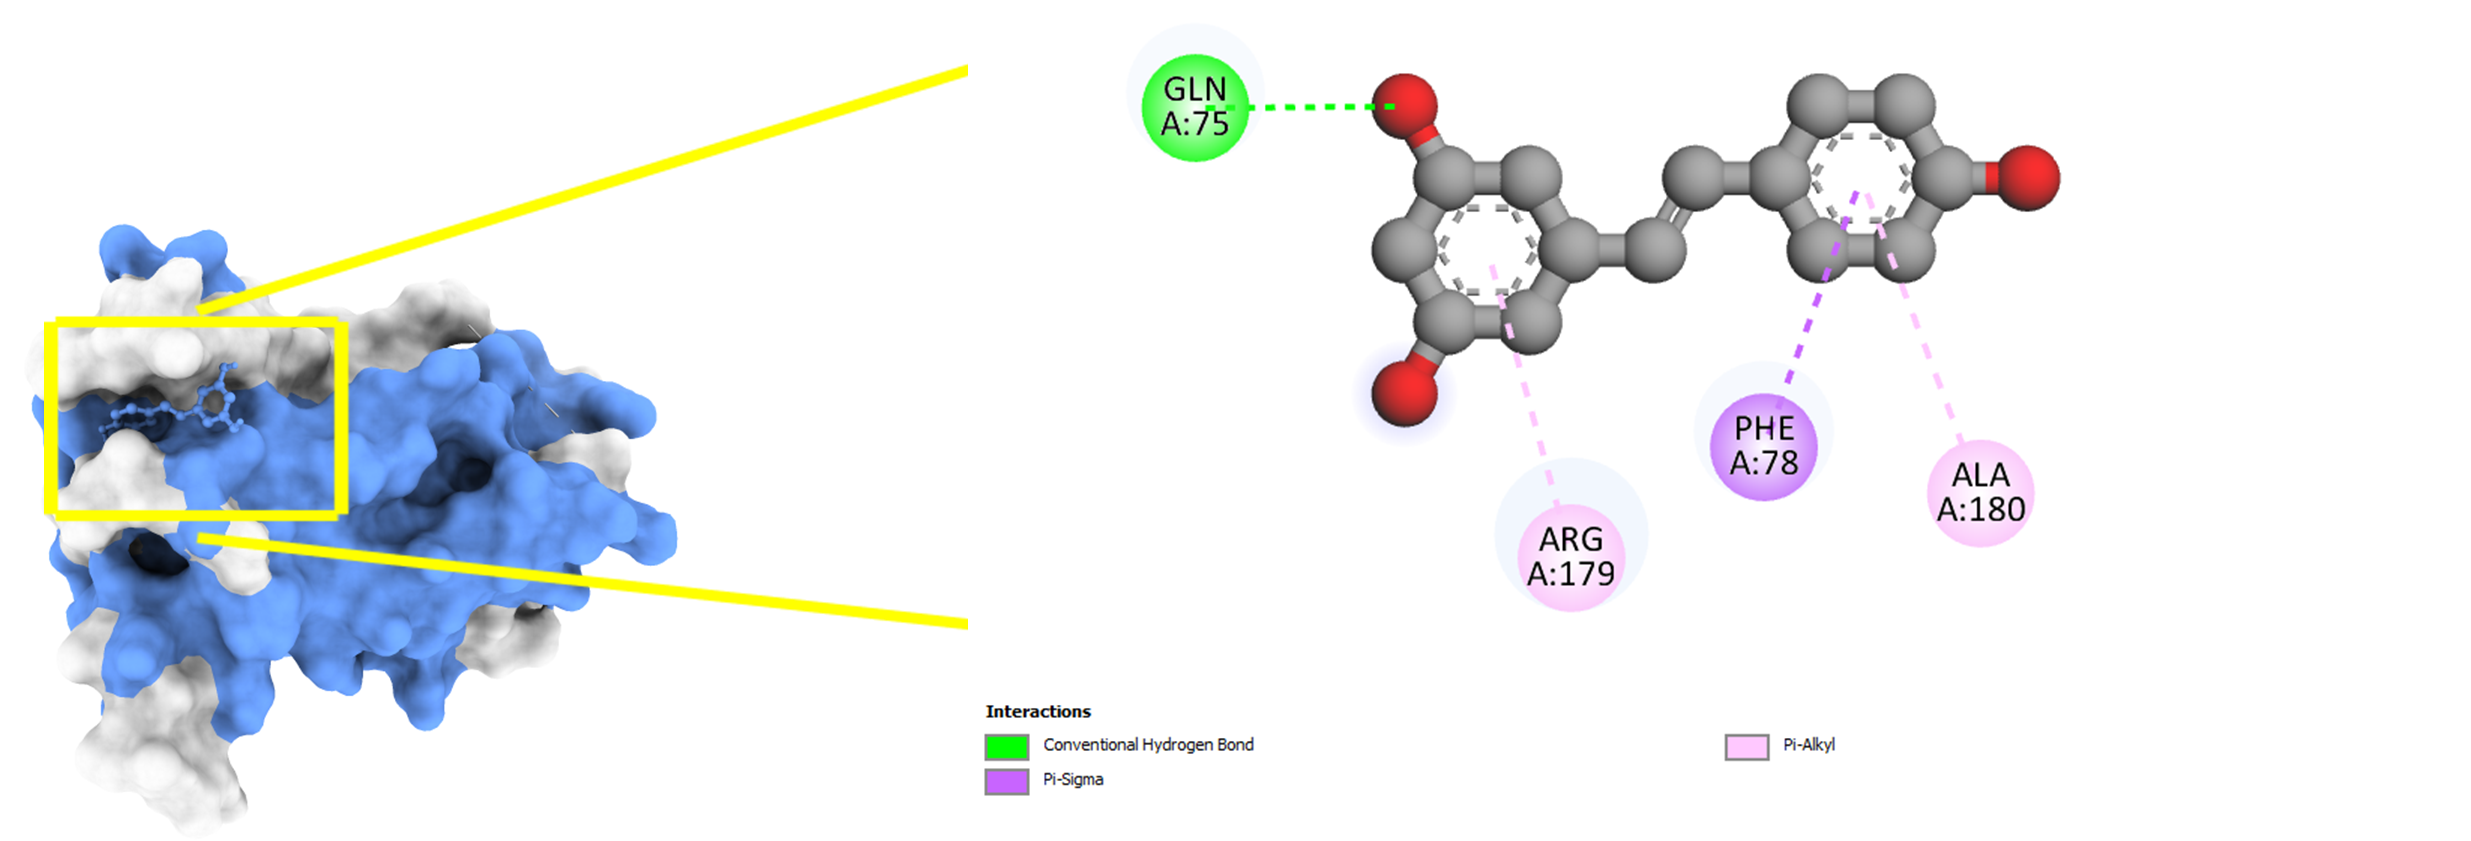 GLN
A:75
PHE
A:78
ALA
A:180
ARG
A:179
Interactions
Conventional Hydrogen Bond
Pi-Sigma
Pi-Alkyl